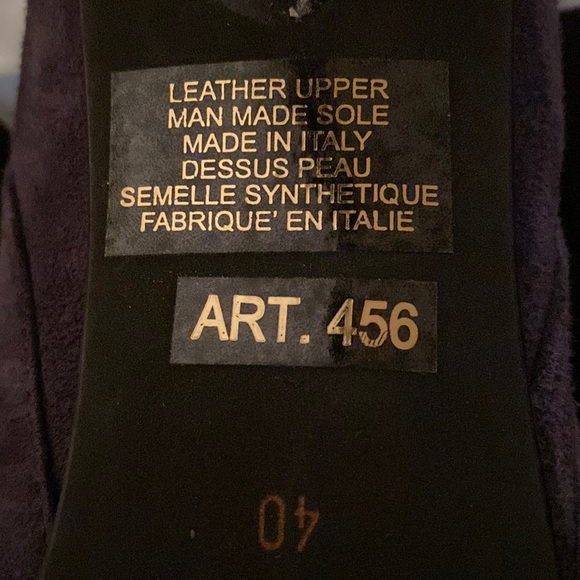 LEATHER UPPER
MAN MADE SOLE
MADE IN ITALY
DESSUS PEAU
SEMELLE SYNTHETIQUE
FABRIQUE' EN ITALIE
ART. 456
40